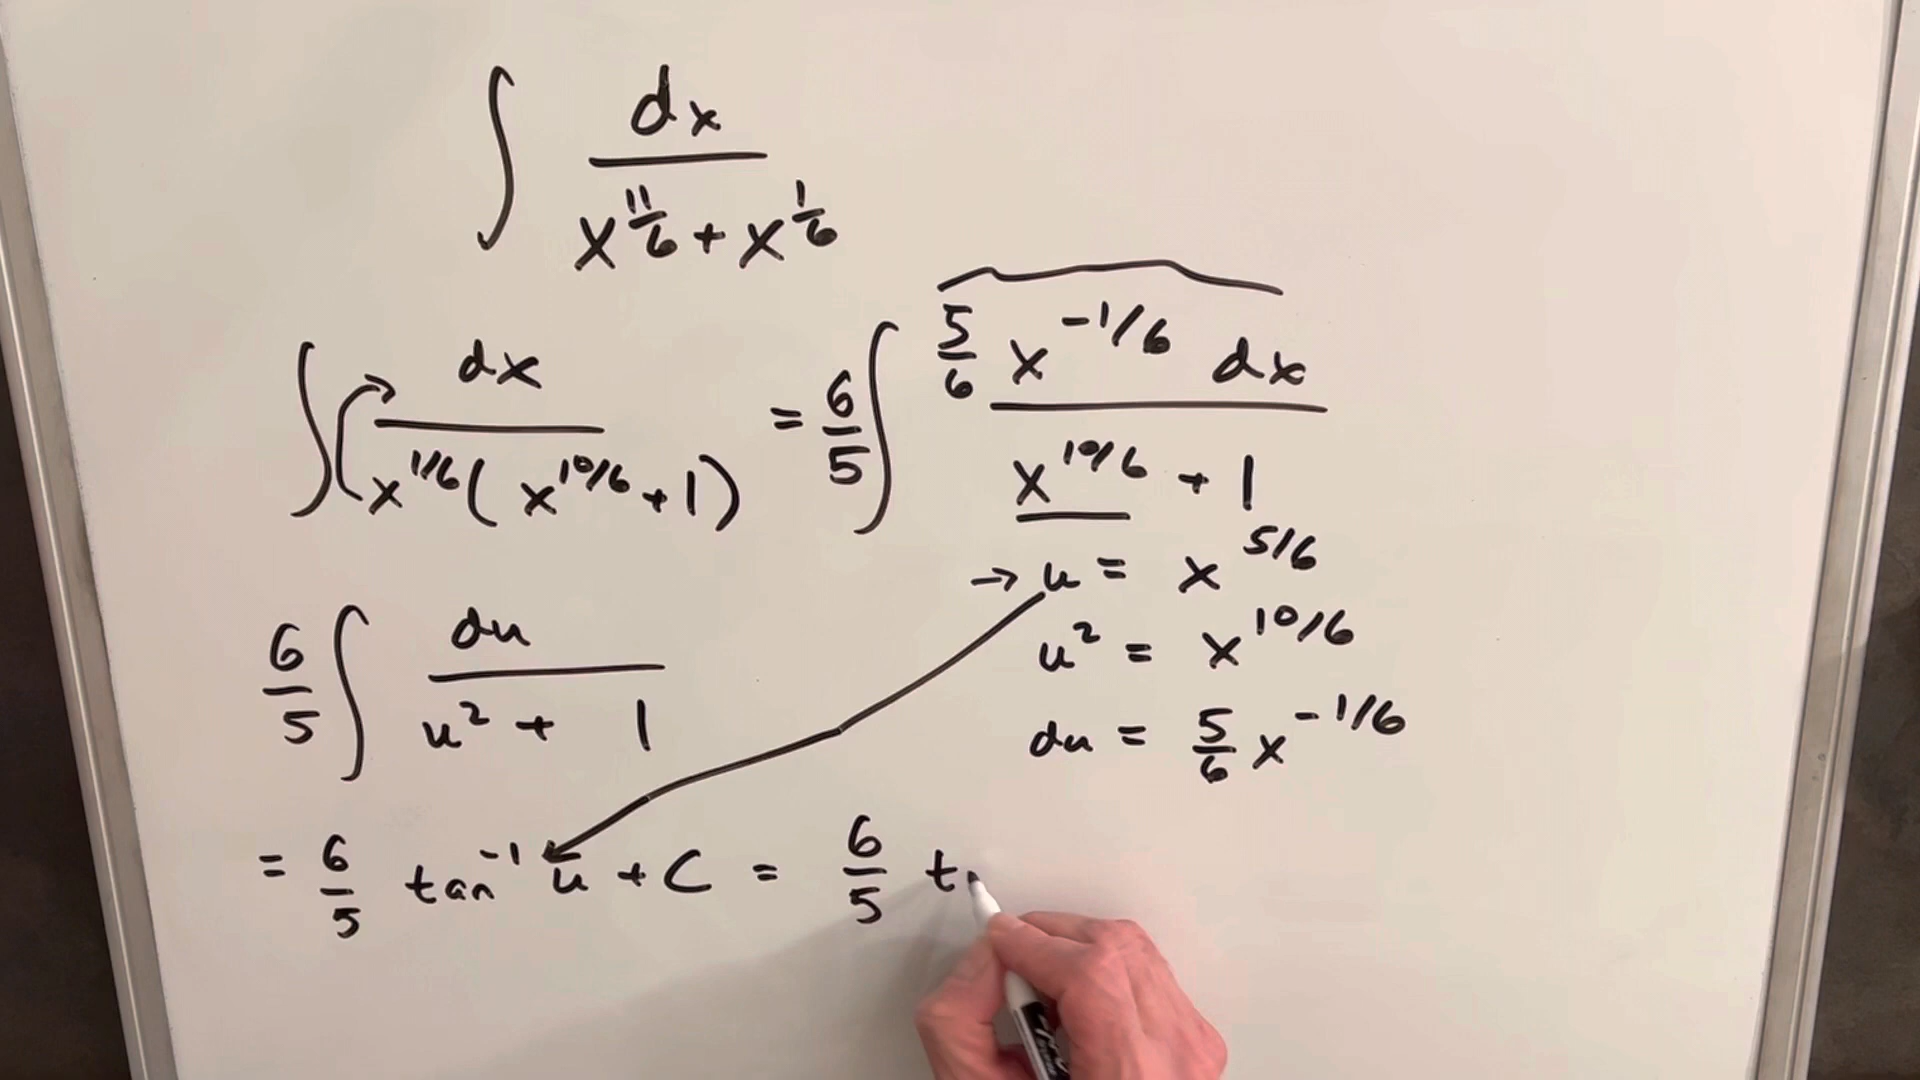 ∫ dx / (x^(11/6) + x^(1/6))
∫ dx / (x^(1/6) ( x^(10/6) + 1)) = 6/5 ∫ 5/6 x^(-1/6) dx / (x^(10/6) + 1)
→ u = x^(5/6)
u² = x^(10/6)
du = 5/6 x^(-1/6)
6/5 ∫ du / (u² + 1)
= 6/5 tan⁻¹ u + C = 6/5 t